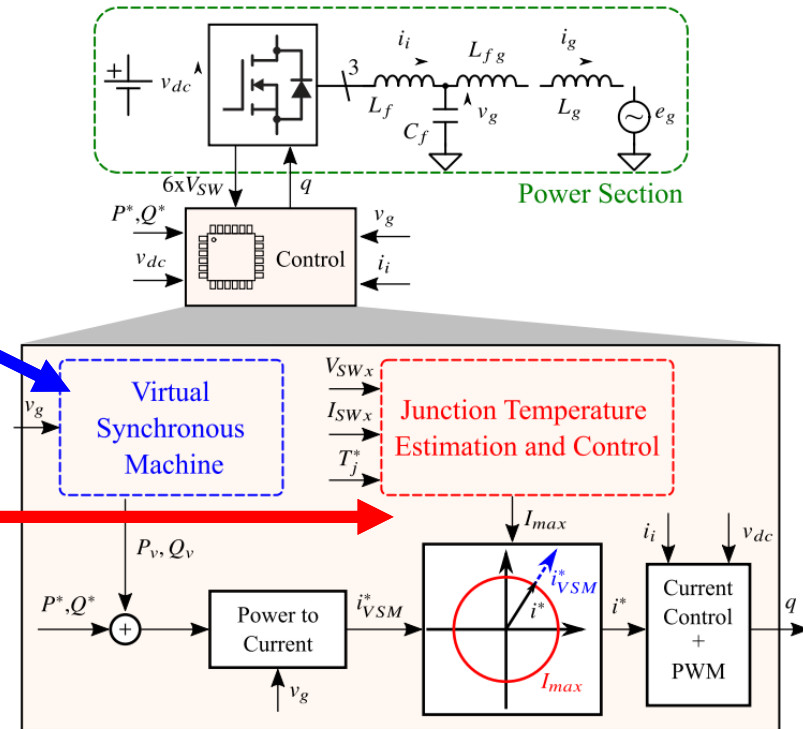 +
v_dc
3
i_i
L_f
C_f
L_fg
v_g
i_g
L_g
e_g
~
Power Section
6xV_SW
q
P*,Q*
v_dc
Control
v_g
i_i
v_g
Virtual
Synchronous
Machine
V_SWx
I_SWx
T_j*
Junction Temperature
Estimation and Control
P_v, Q_v
I_max
i_i
v_dc
P*,Q*
+
Power to
Current
v_g
i*_VSM
i*_VSM
i*
I_max
i*
Current
Control
+
PWM
q